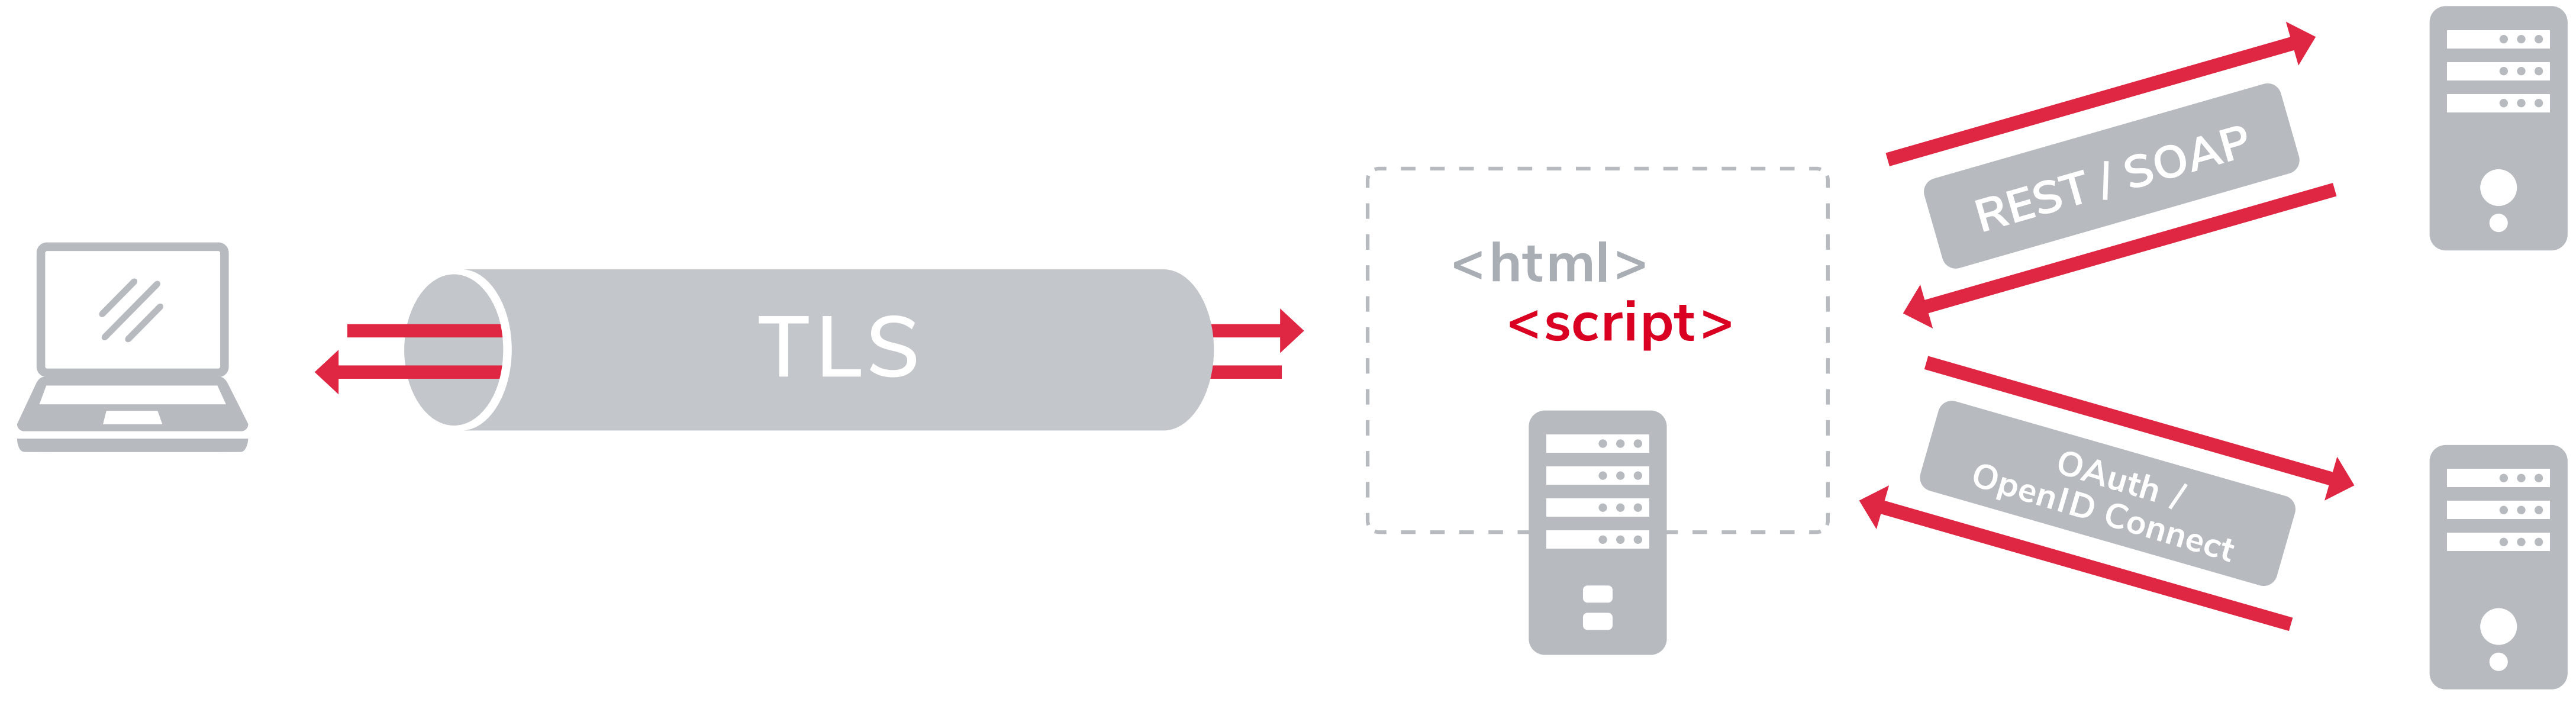 TLS
<html>
<script>
REST / SOAP
OAuth /
OpenID Connect